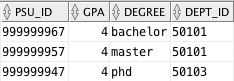 PSU_ID GPA DEGREE DEPT_ID
999999967 4 bachelor 50101
999999957 4 master 50101
999999947 4 phd 50103